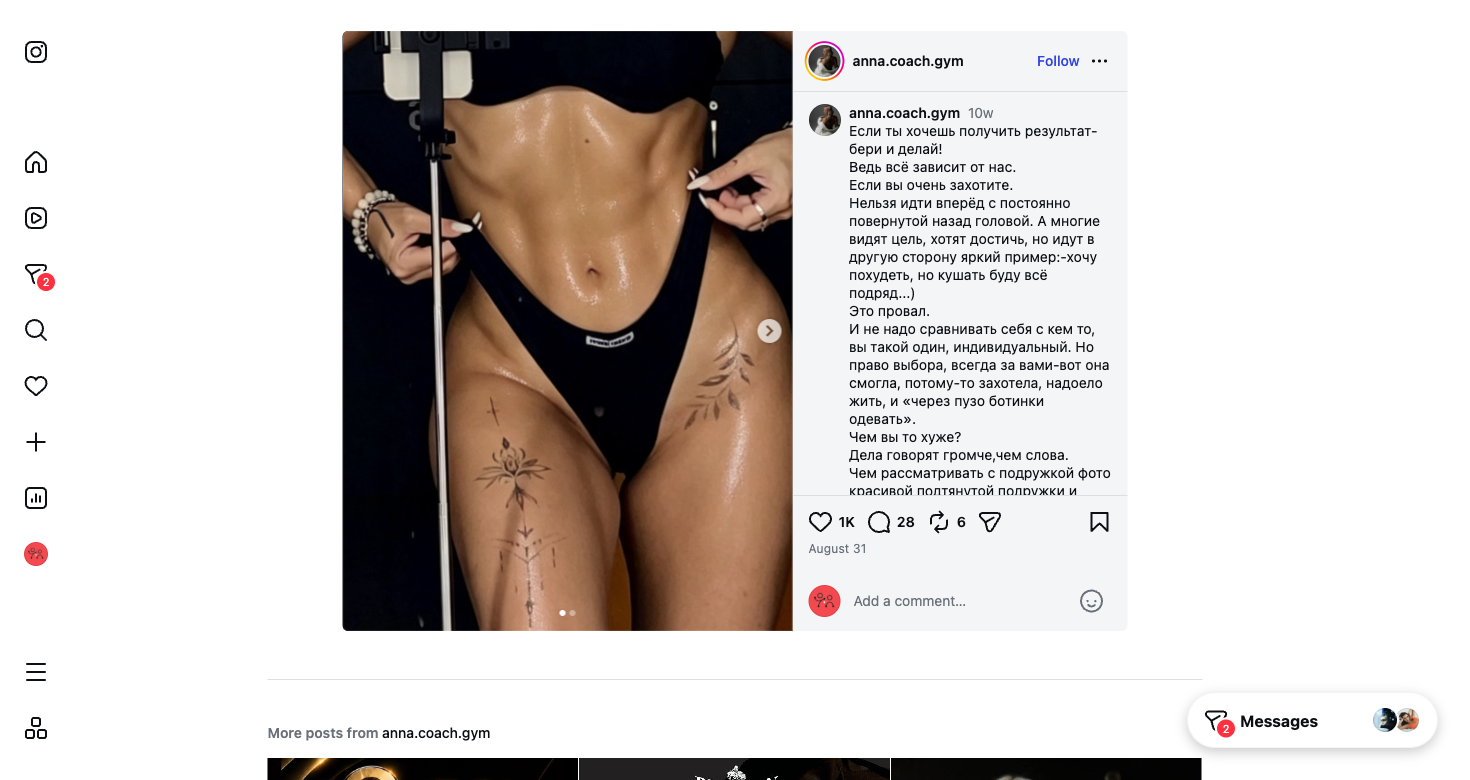 anna.coach.gym
Follow
anna.coach.gym 10w
Если ты хочешь получить результат-
бери и делай!
Ведь всё зависит от нас.
Если вы очень захотите.
Нельзя идти вперёд с постоянно
повернутой назад головой. А многие
видят цель, хотят достичь, но идут в
другую сторону яркий пример:-хочу
похудеть, но кушать буду всё
подряд...)
Это провал.
И не надо сравнивать себя с кем то,
вы такой один, индивидуальный. Но
право выбора, всегда за вами-вот она
смогла, потому-то захотела, надоело
жить, и «через пузо ботинки
одевать».
Чем вы то хуже?
Дела говорят громче,чем слова.
Чем рассматривать с подружкой фото
красивой подтянутой подружки и
2
1K 28 6
August 31
Add a comment...
More posts from anna.coach.gym
2
Messages